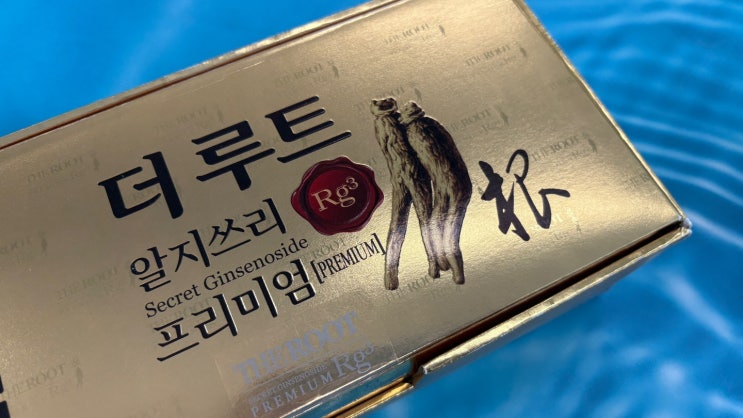 더 루트
Rg3
알지쓰리
Secret Ginsenoside
프리미엄 [PREMIUM]
根
THE ROOT
PREMIUM Rg3